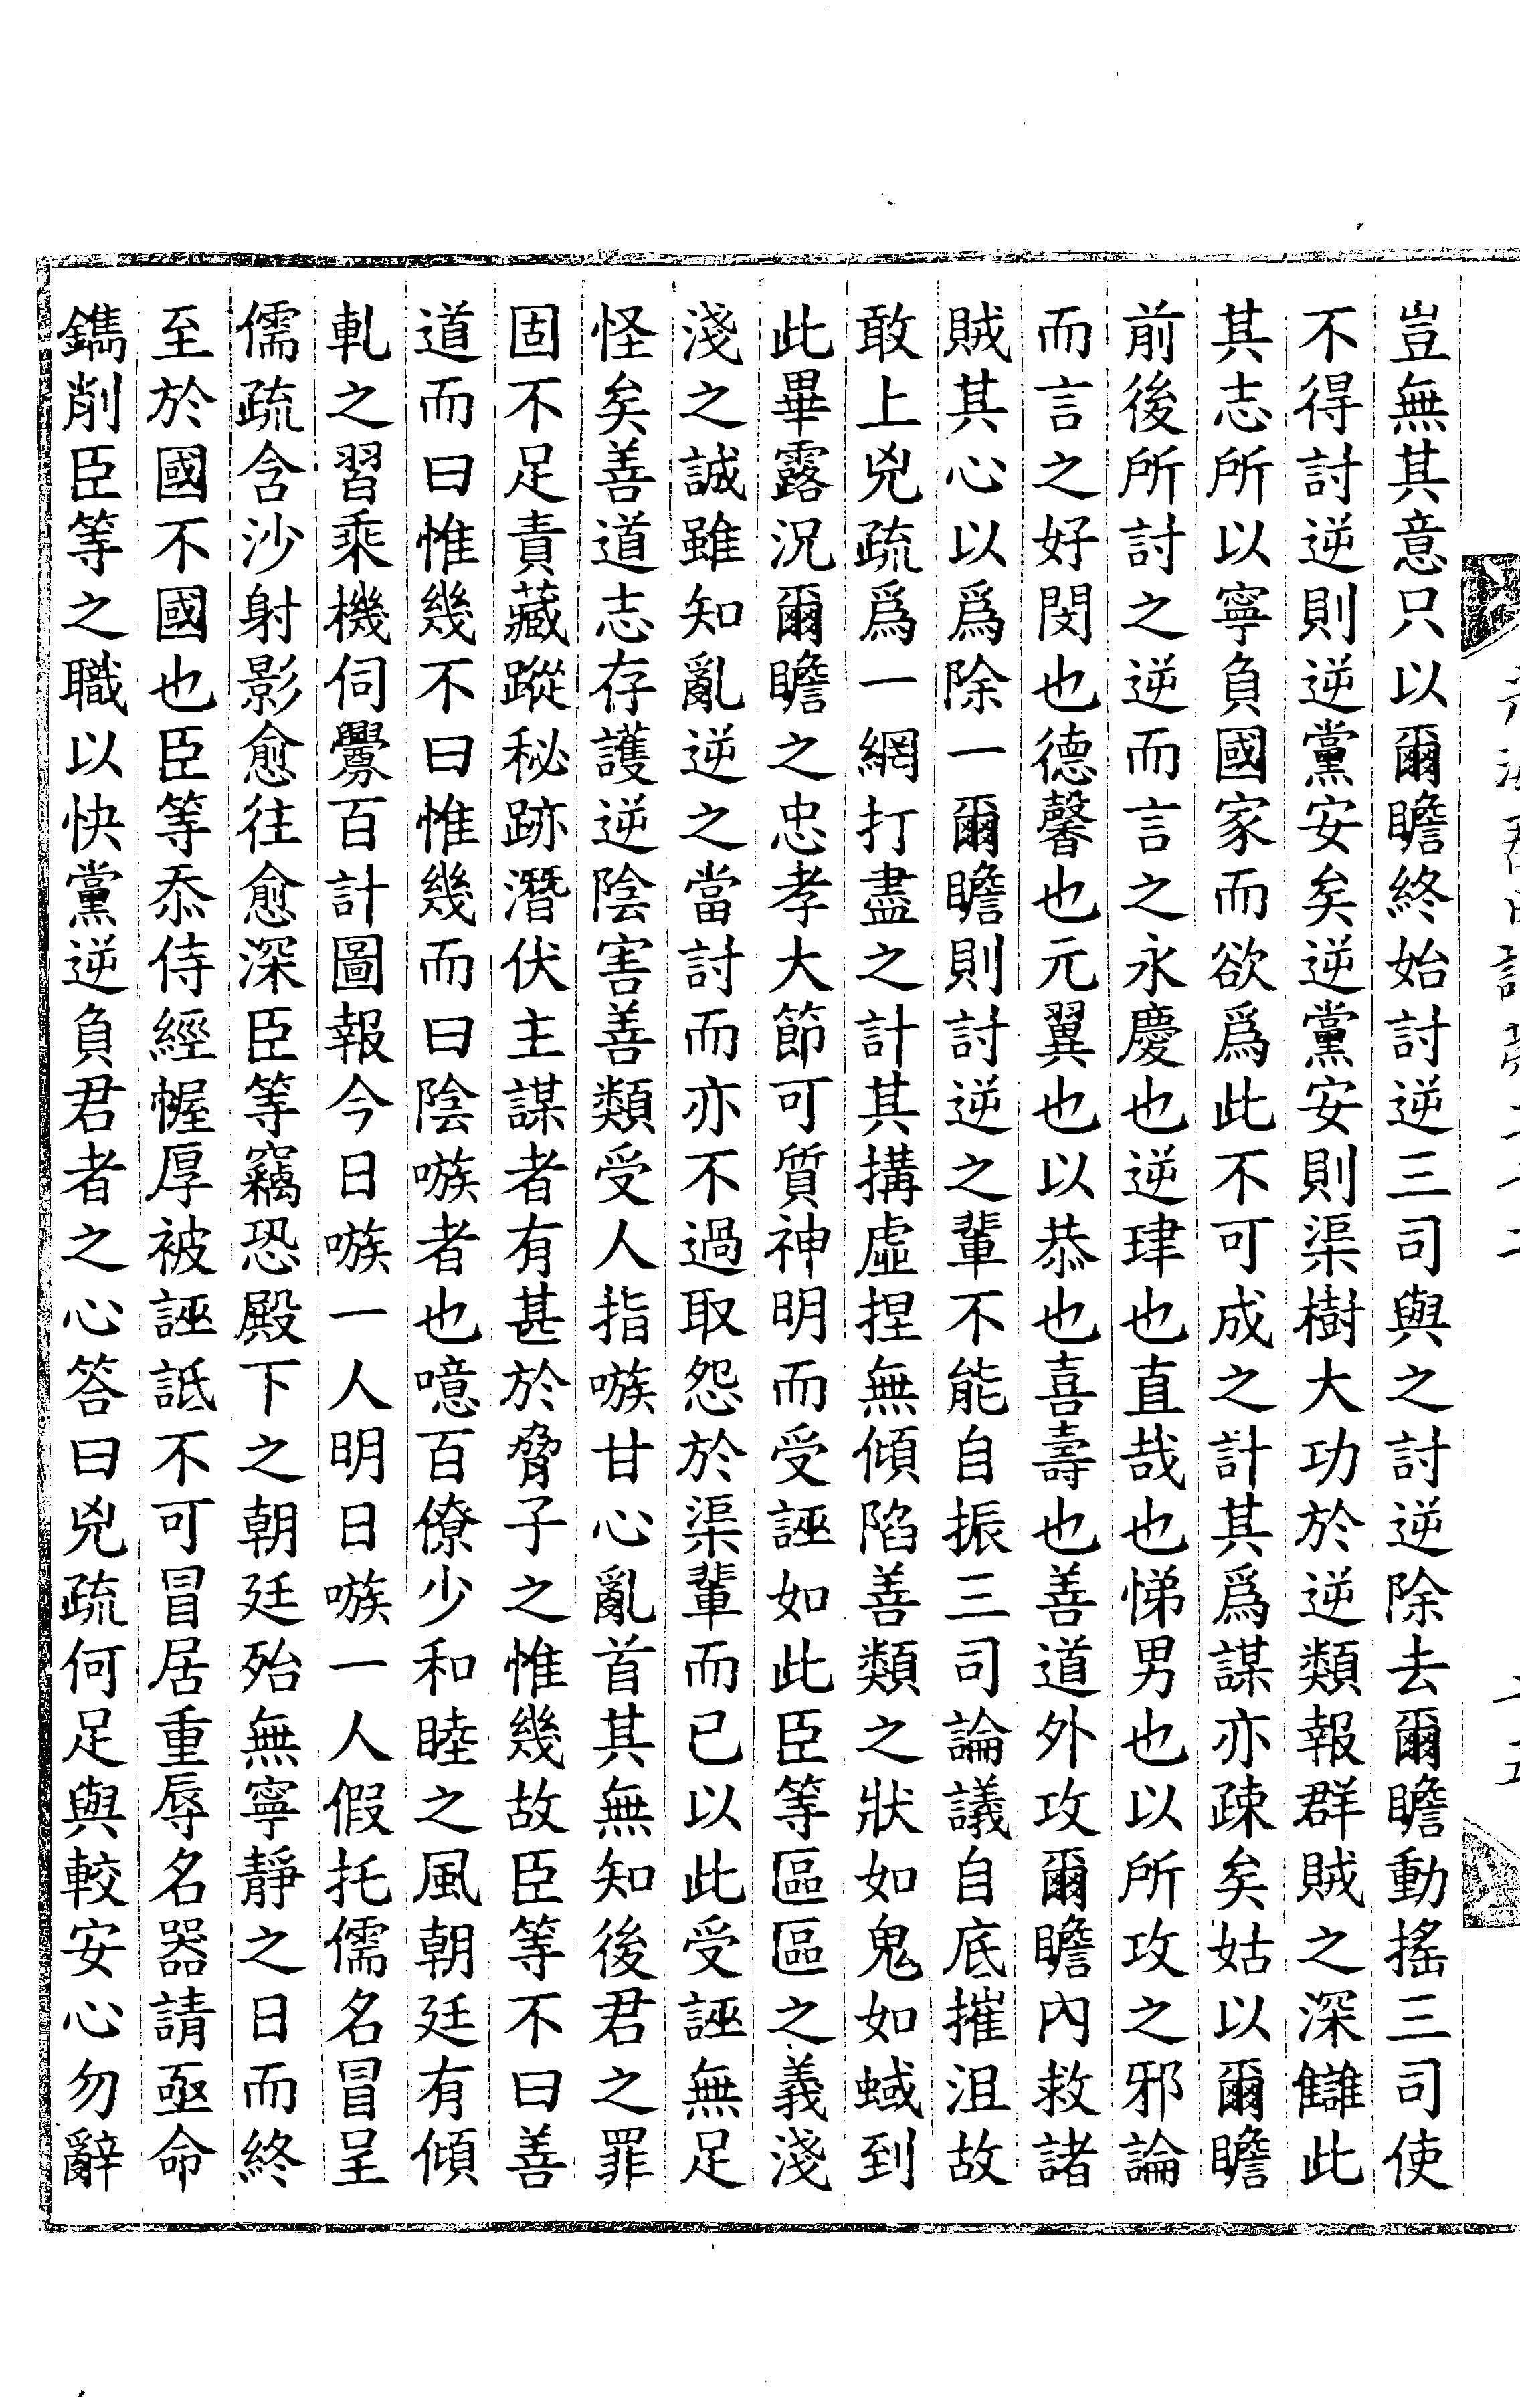 豈無其意只以爾瞻終始討逆三司與之討逆除去爾瞻動搖三司使
不得討逆則逆黨安矣逆黨安則渠樹大功於逆類報群賊之深讎此
其志所以寧負國家而欲爲此不可成之計其爲謀亦疎矣姑以爾瞻
前後所討之逆而言之永慶也逆珒也直哉也悌男也以所攻之邪論
而言之好閔也德馨也元翼也以恭也喜壽也善道外攻爾瞻內救諸
賊其心以爲除一爾瞻則討逆之輩不能自振三司論議自底摧沮故
敢上兇疏爲一網打盡之計其搆虛捏無傾陷善類之狀如鬼如蜮到
此畢露況爾瞻之忠孝大節可質神明而受誣如此臣等區區之義淺
淺之誠雖知亂逆之當討而亦不過取怨於渠輩而已以此受誣無足
怪矣善道志存護逆陰害善類受人指嗾甘心亂首其無知後君之罪
固不足責藏蹤秘跡潛伏主謀者有甚於脅子之惟幾故臣等不曰善
道而曰惟幾不曰惟幾而曰陰嗾者也噫百僚少和睦之風朝廷有傾
軋之習乘機伺釁百計圖報今日嗾一人明日嗾一人假托儒名冒呈
儒疏含沙射影愈往愈深臣等竊恐殿下之朝廷殆無寧靜之日而終
至於國不國也臣等忝侍經幄厚被誣詆不可冒居重辱名器請亟命
鐫削臣等之職以快黨逆負君者之心答曰兇疏何足與較安心勿辭